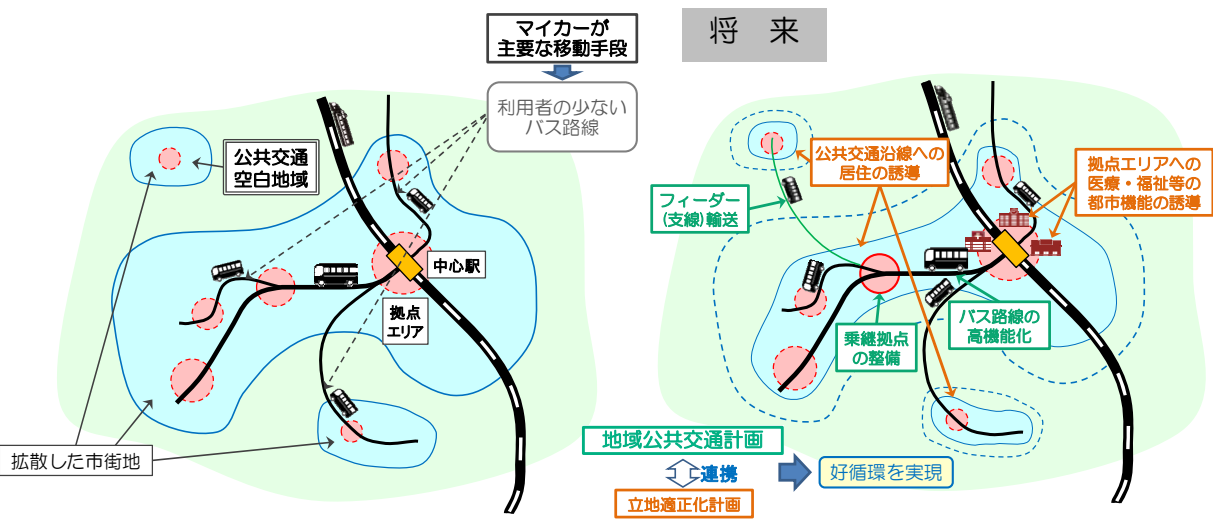 マイカーが
主要な移動手段
利用者の少ない
バス路線
公共交通
空白地域
中心駅
拠点
エリア
拡散した市街地
将 来
公共交通沿線への
居住の誘導
拠点エリアへの
医療・福祉等の
都市機能の誘導
フィーダー
(支線)輸送
乗継拠点
の整備
バス路線の
高機能化
地域公共交通計画
連携
立地適正化計画
好循環を実現